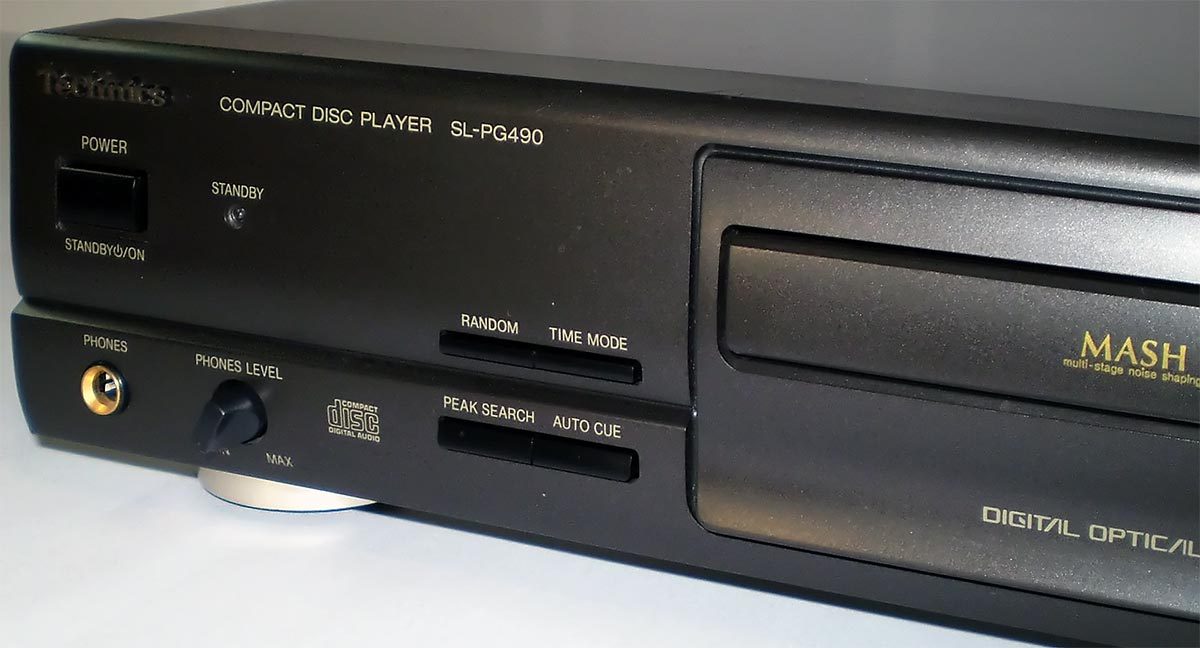 Technics
COMPACT DISC PLAYER SL-PG490
POWER
STANDBY
STANDBY⏻/ON
RANDOM TIME MODE
PHONES
PHONES LEVEL
COMPACT
disc
DIGITAL AUDIO
PEAK SEARCH AUTO CUE
MAX
MASH
multi-stage noise shaping
DIGITAL OPTICAL